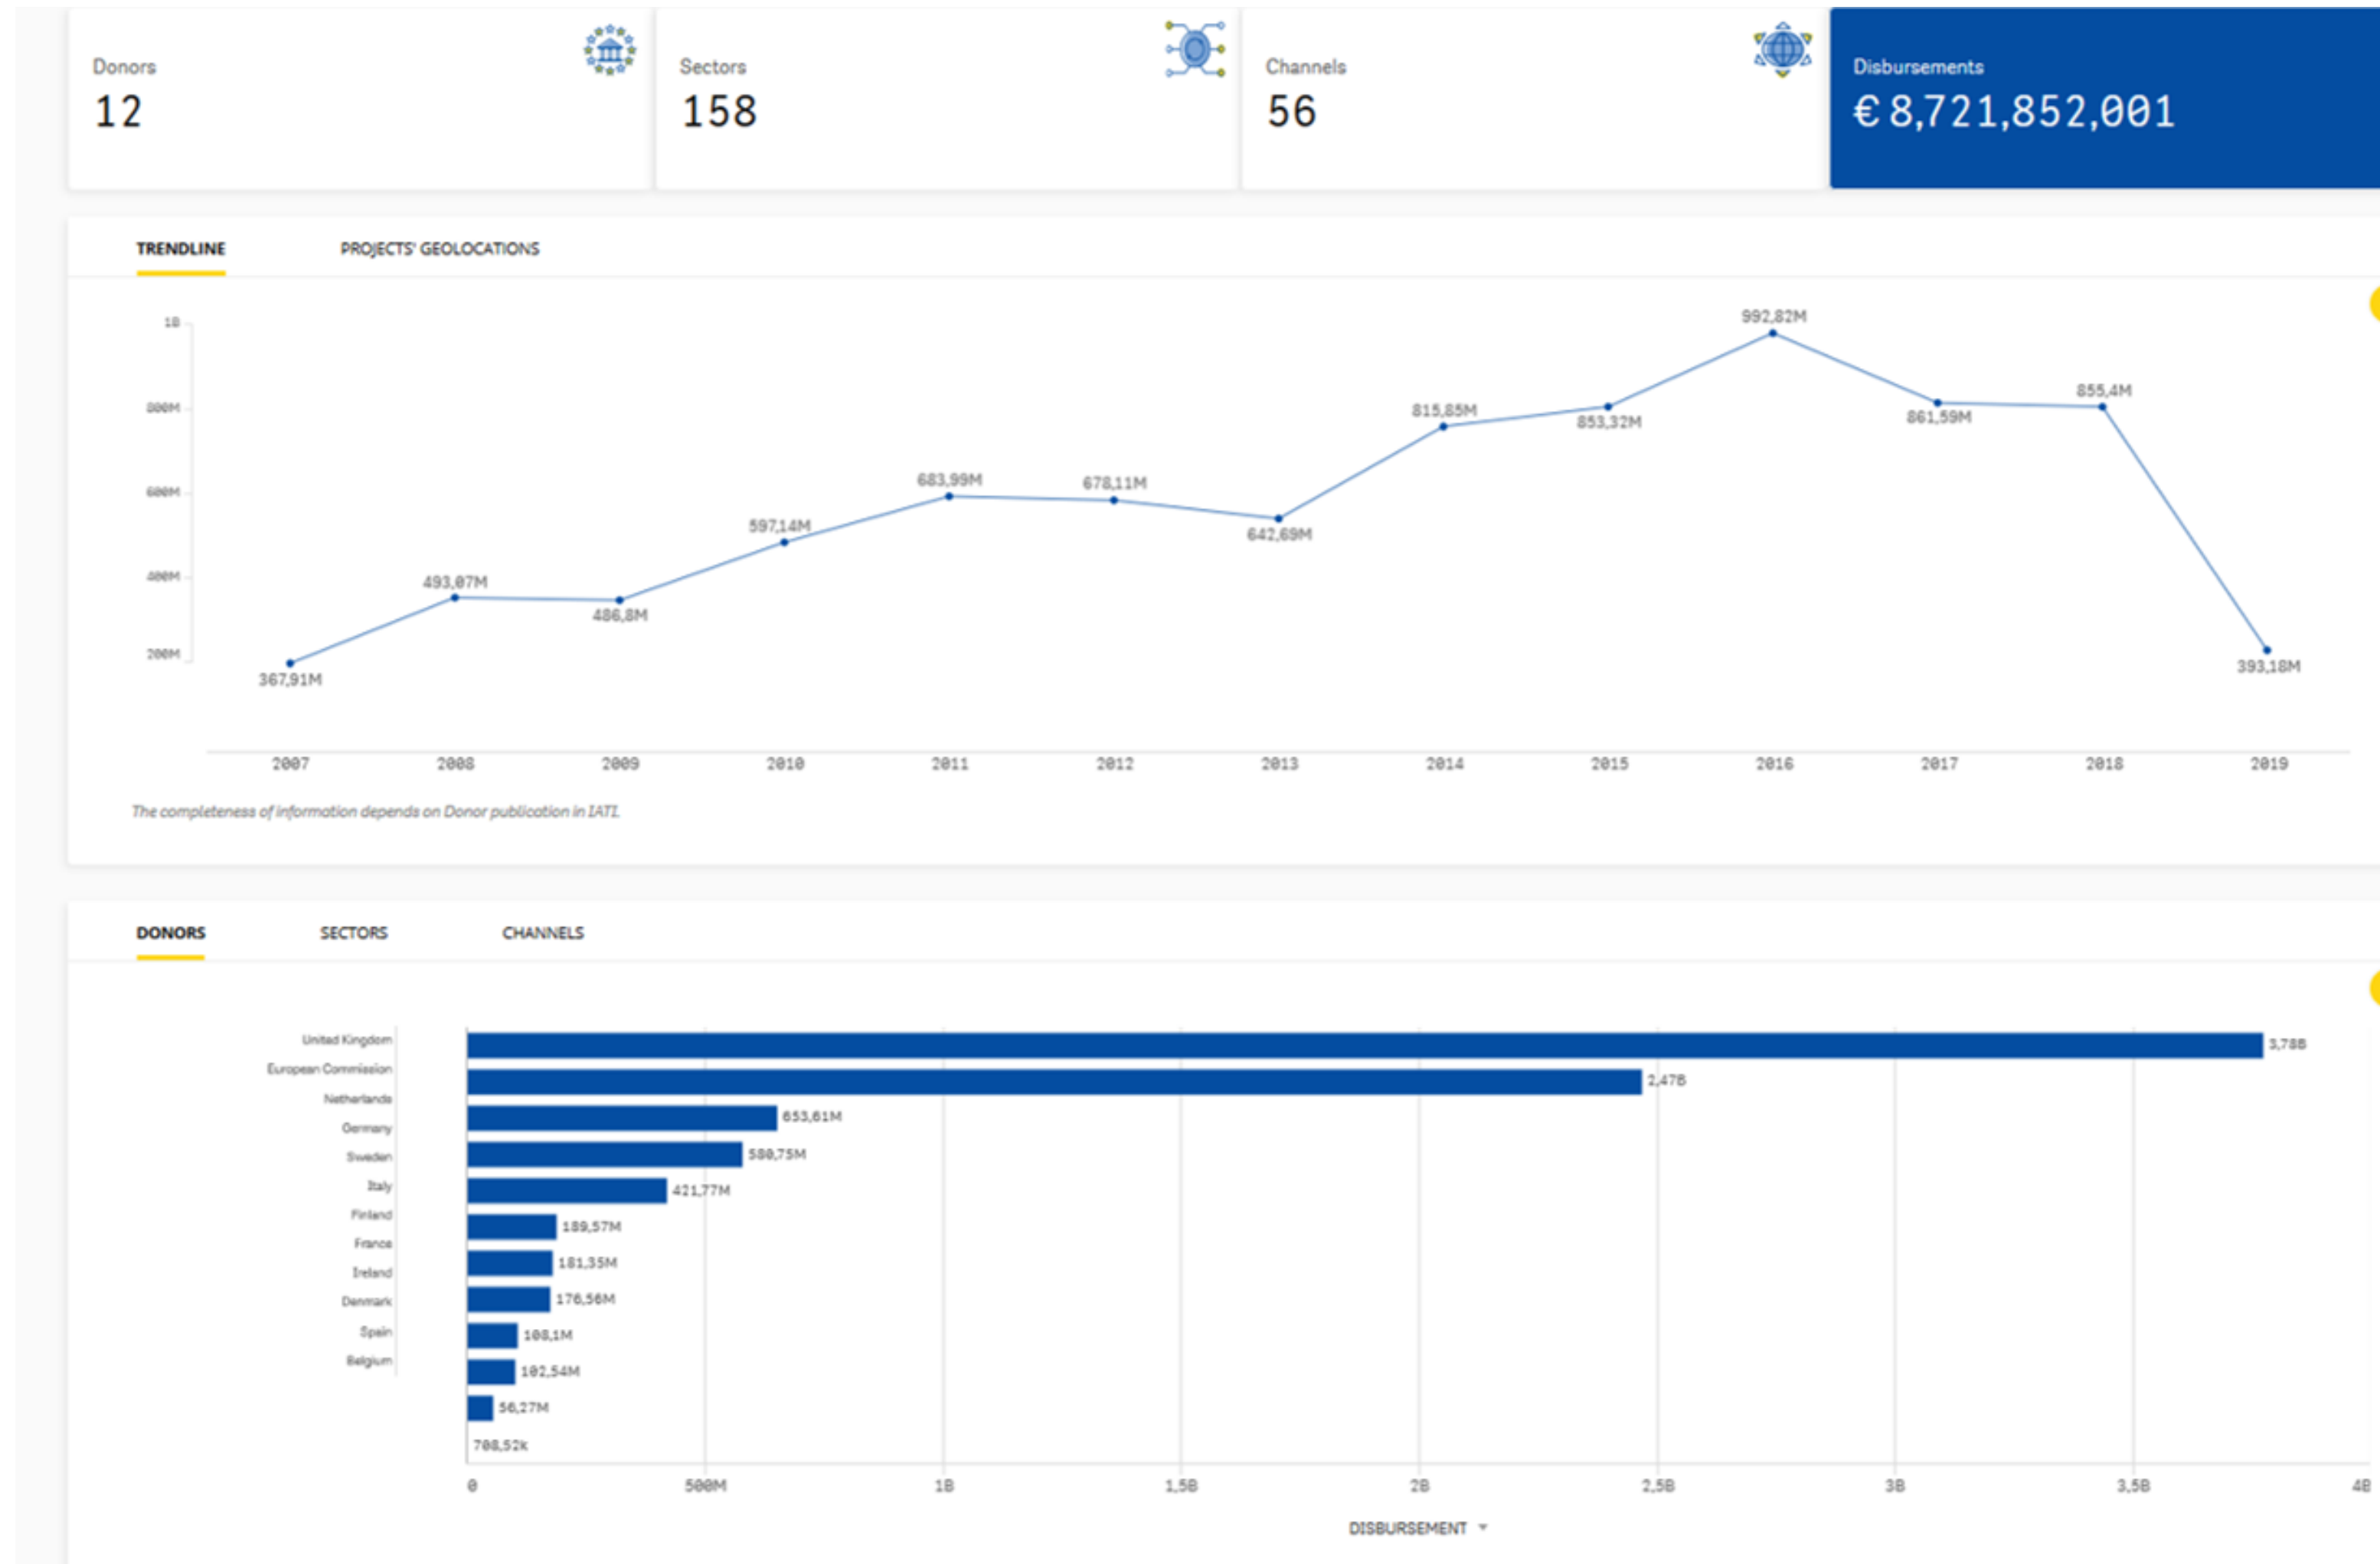 Donors
12
Sectors
158
Channels
56
Disbursements
€ 8,721,852,001
TRENDLINE PROJECTS' GEOLOCATIONS
1B
800M
600M
400M
200M
367,91M
493,07M
486,8M
597,14M
683,99M
678,11M
642,69M
815,85M
853,32M
992,82M
861,59M
855,4M
393,18M
2007 2008 2009 2010 2011 2012 2013 2014 2015 2016 2017 2018 2019
The completeness of information depends on Donor publication in IATI.
DONORS SECTORS CHANNELS
United Kingdom
European Commission
Netherlands
Germany
Sweden
Italy
Finland
France
Ireland
Denmark
Spain
Belgium
3,78B
2,47B
653,61M
580,75M
421,77M
189,57M
181,35M
176,56M
108,1M
102,54M
56,27M
708,52k
0 500M 1B 1,5B 2B 2,5B 3B 3,5B 4B
DISBURSEMENT